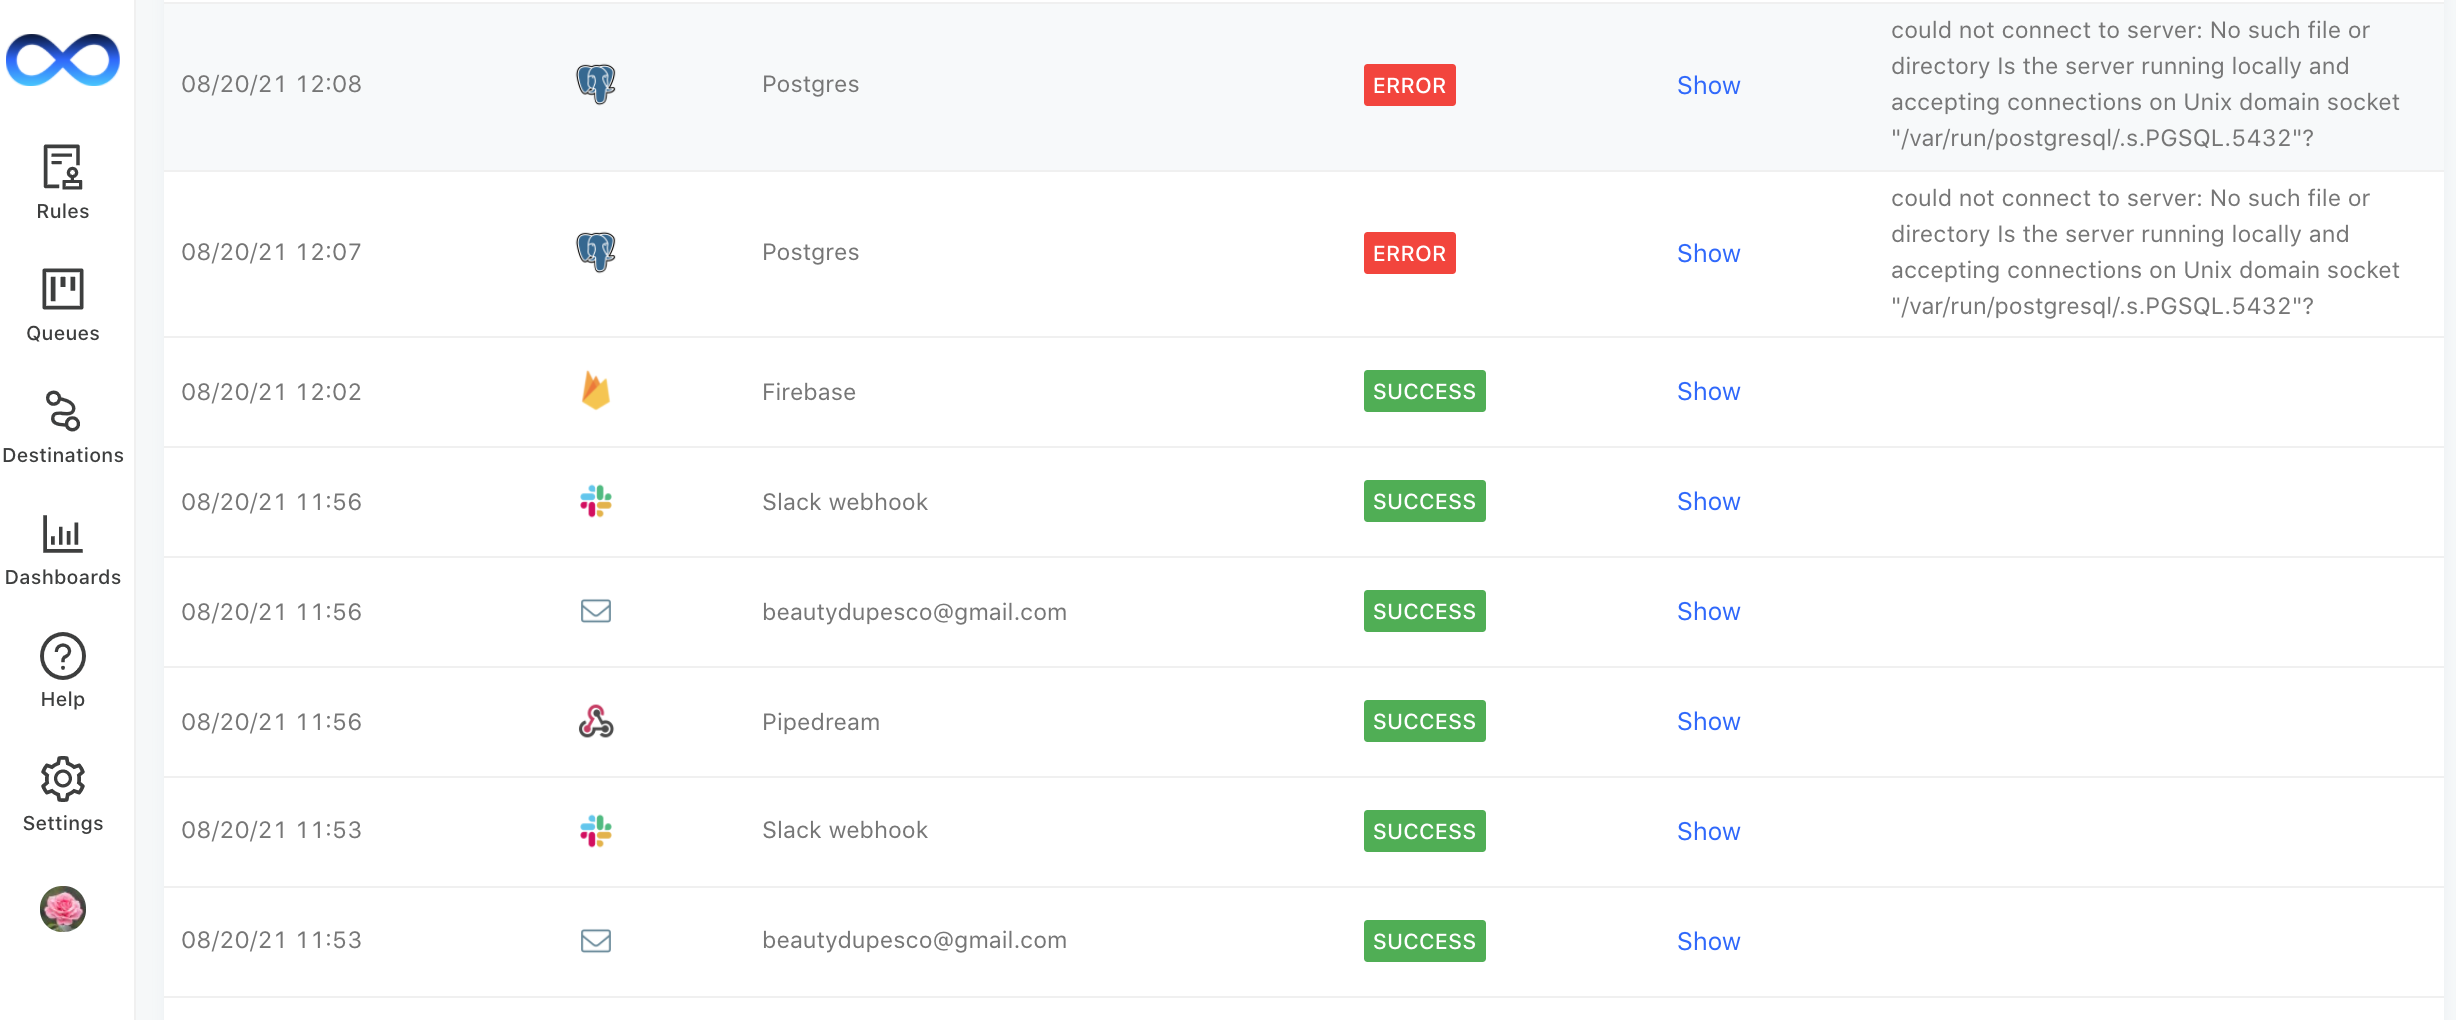 Rules
Queues
Destinations
Dashboards
Help
Settings
08/20/21 12:08 Postgres ERROR Show could not connect to server: No such file or
directory Is the server running locally and
accepting connections on Unix domain socket
"/var/run/postgresql/.s.PGSQL.5432"?
08/20/21 12:07 Postgres ERROR Show could not connect to server: No such file or
directory Is the server running locally and
accepting connections on Unix domain socket
"/var/run/postgresql/.s.PGSQL.5432"?
08/20/21 12:02 Firebase SUCCESS Show
08/20/21 11:56 Slack webhook SUCCESS Show
08/20/21 11:56 beautydupesco@gmail.com SUCCESS Show
08/20/21 11:56 Pipedream SUCCESS Show
08/20/21 11:53 Slack webhook SUCCESS Show
08/20/21 11:53 beautydupesco@gmail.com SUCCESS Show